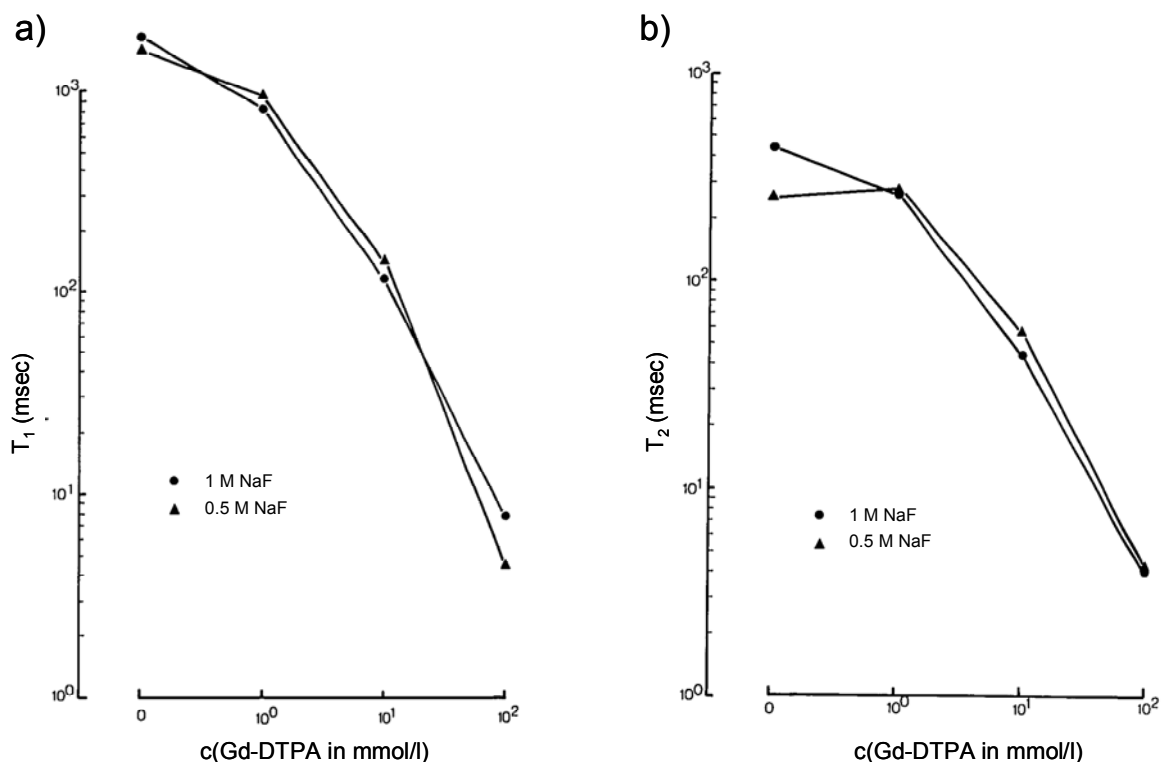 a)
10³
10²
10¹
10⁰
T₁ (msec)
1 M NaF
0.5 M NaF
0
10⁰
10¹
10²
c(Gd-DTPA in mmol/l)
b)
10³
10²
10¹
10⁰
T₂ (msec)
1 M NaF
0.5 M NaF
0
10⁰
10¹
10²
c(Gd-DTPA in mmol/l)